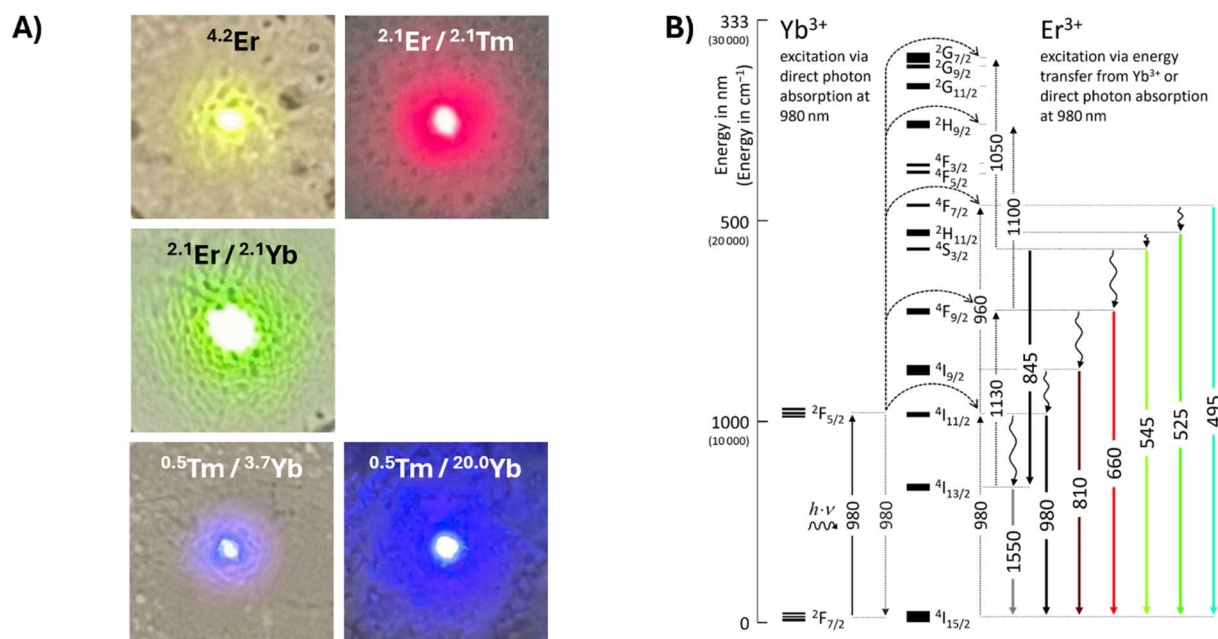 A)
⁴·²Er
²·¹Er / ²·¹Tm
²·¹Er / ²·¹Yb
⁰·⁵Tm / ³·⁷Yb
⁰·⁵Tm / ²⁰·⁰Yb
B)
Energy in nm
(Energy in cm⁻¹)
333
(30 000)
500
(20 000)
1000
(10 000)
0
Yb³⁺
excitation via
direct photon
absorption at
980 nm
Er³⁺
excitation via energy
transfer from Yb³⁺ or
direct photon absorption
at 980 nm
²F₅/₂
²F₇/₂
h·ν
980
980
²G₇/₂
²G₉/₂
²G₁₁/₂
²H₉/₂
⁴F₃/₂
⁴F₅/₂
⁴F₇/₂
²H₁₁/₂
⁴S₃/₂
⁴F₉/₂
⁴I₉/₂
⁴I₁₁/₂
⁴I₁₃/₂
⁴I₁₅/₂
980
960
1130
1050
1100
845
1550
980
810
660
545
525
495